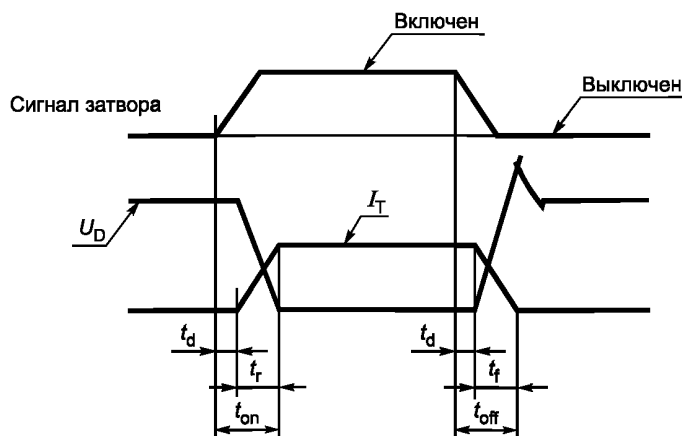 Включен
Выключен
Сигнал затвора
U_D
I_T
t_d
t_d
t_r
t_f
t_on
t_off